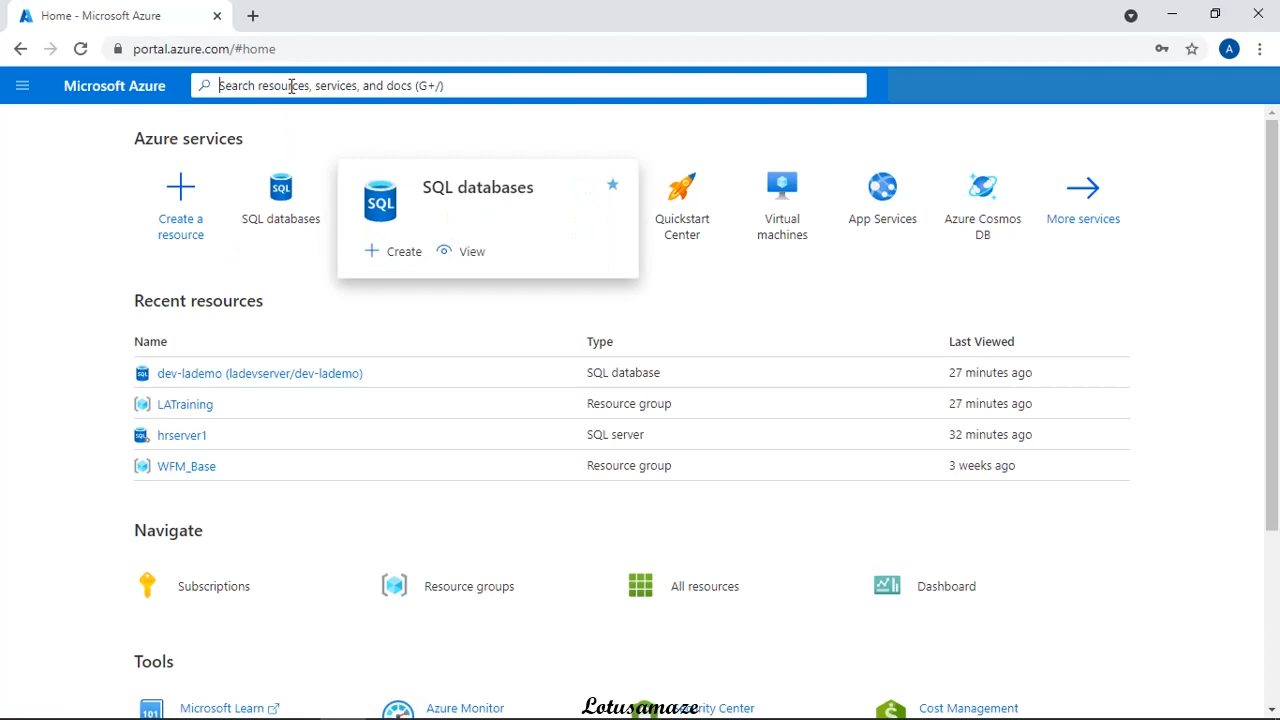 Home - Microsoft Azure
portal.azure.com/#home
A
Microsoft Azure
Search resources, services, and docs (G+/)
Azure services
Create a resource
SQL databases
SQL databases
Create
View
Quickstart Center
Virtual machines
App Services
Azure Cosmos DB
More services
Recent resources
Name Type Last Viewed
dev-lademo (ladevserver/dev-lademo) SQL database 27 minutes ago
LATraining Resource group 27 minutes ago
hrserver1 SQL server 32 minutes ago
WFM_Base Resource group 3 weeks ago
Navigate
Subscriptions
Resource groups
All resources
Dashboard
Tools
Microsoft Learn
Azure Monitor
Center
Cost Management
Lotusamaze